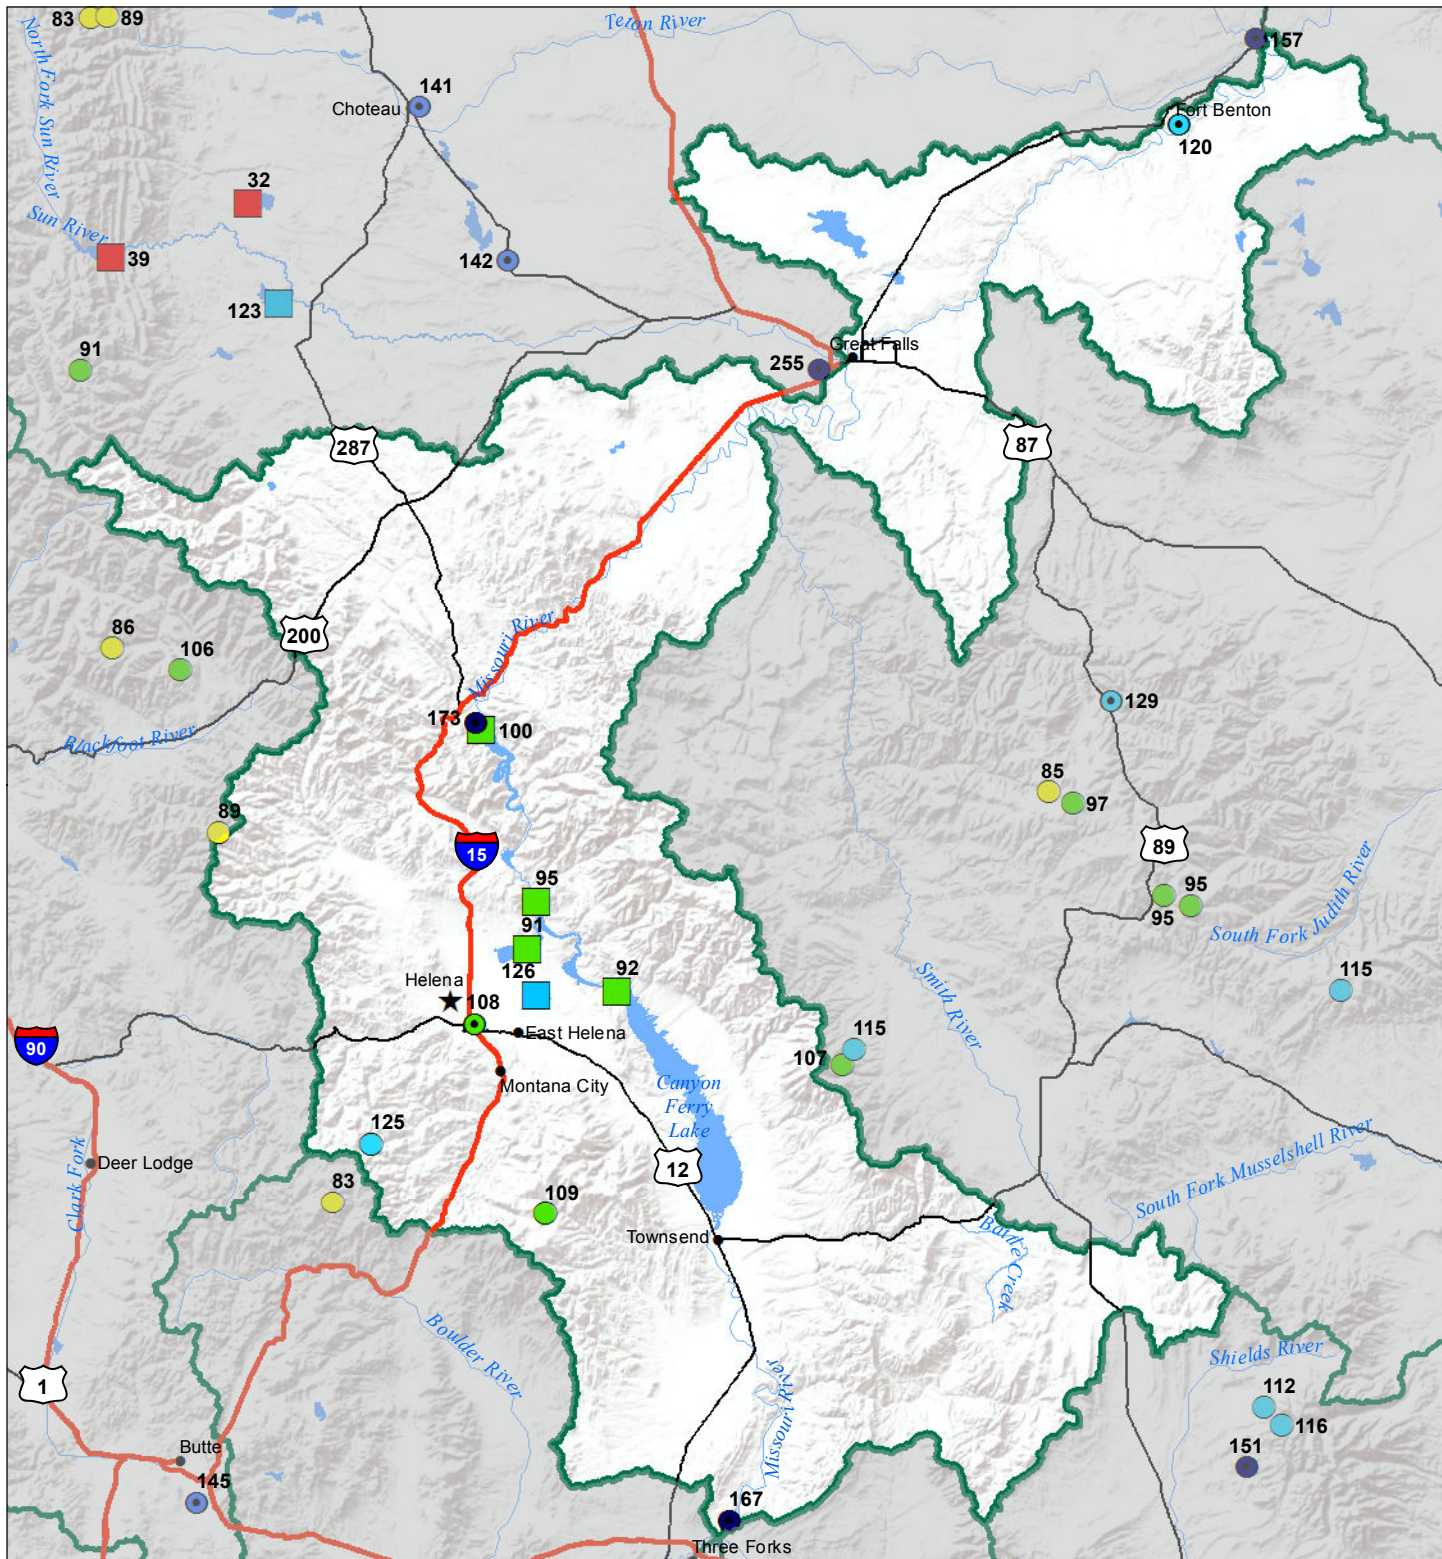 83
89
Teton River
157
North Fork Sun River
141
Choteau
Fort Benton
120
32
Sun River
39
142
123
91
Great Falls
255
287
87
200
86
106
Missouri River
129
173
100
Blackfoot River
85
97
89
15
89
95
95
95
South Fork Judith River
91
126
92
115
Helena
108
Smith River
East Helena
90
115
107
Montana City
Canyon
Ferry
Lake
125
Deer Lodge
12
South Fork Musselshell River
Clark Fork
83
109
Townsend
Battle Creek
Boulder River
Shields River
1
Missouri River
112
116
Butte
151
145
167
Three Forks